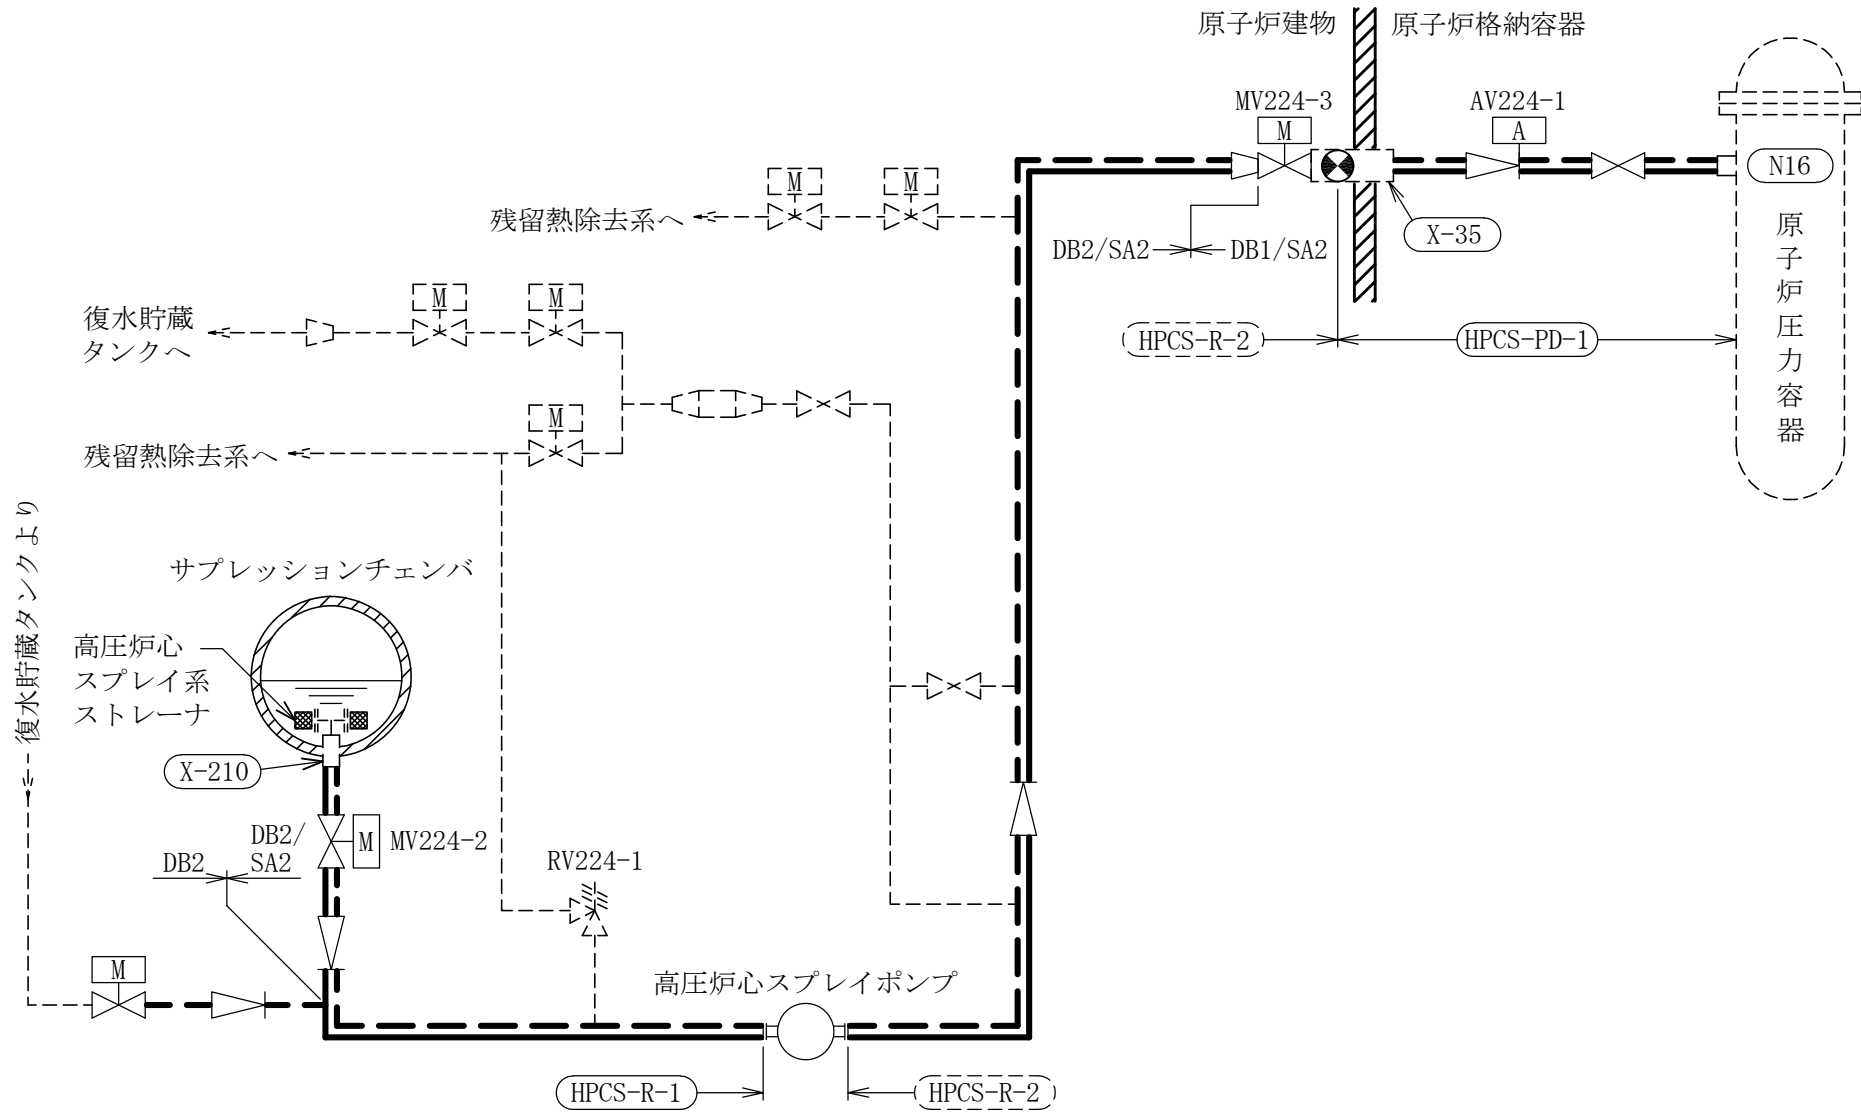 原子炉建物
原子炉格納容器
MV224-3
M
AV224-1
A
N16
原子炉圧力容器
M
M
残留熱除去系へ
DB2/SA2
DB1/SA2
X-35
HPCS-R-2
HPCS-PD-1
復水貯蔵
タンクへ
M
M
M
残留熱除去系へ
復水貯蔵タンクより
サプレッションチェンバ
高圧炉心
スプレイ系
ストレーナ
X-210
DB2/
SA2
M
MV224-2
DB2
RV224-1
M
高圧炉心スプレイポンプ
HPCS-R-1
HPCS-R-2